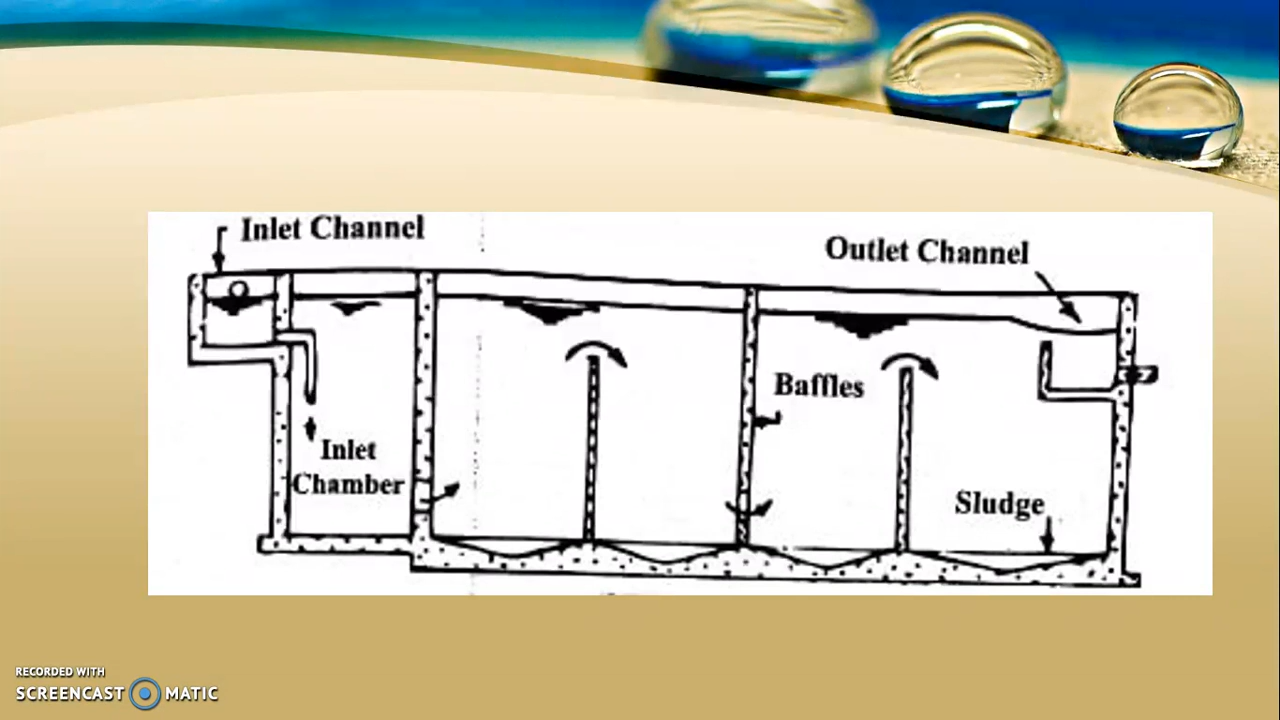 Inlet Channel
Outlet Channel
Baffles
Inlet
Chamber
Sludge
RECORDED WITH
SCREENCAST MATIC